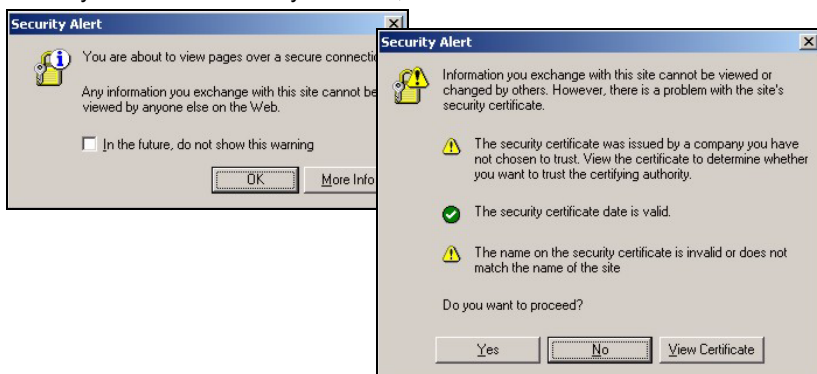 Security Alert
You are about to view pages over a secure connectio
Any information you exchange with this site cannot be
viewed by anyone else on the Web.
In the future, do not show this warning
OK
More Info
Security Alert
Information you exchange with this site cannot be viewed or
changed by others. However, there is a problem with the site's
security certificate.
The security certificate was issued by a company you have
not chosen to trust. View the certificate to determine whether
you want to trust the certifying authority.
The security certificate date is valid.
The name on the security certificate is invalid or does not
match the name of the site
Do you want to proceed?
Yes
No
View Certificate